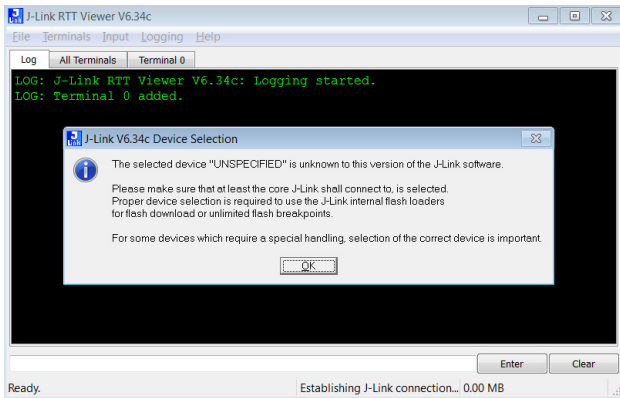 J-Link RTT Viewer V6.34c
File Terminals Input Logging Help
Log All Terminals Terminal 0
LOG: J-Link RTT Viewer V6.34c: Logging started.
LOG: Terminal 0 added.
J-Link V6.34c Device Selection
The selected device "UNSPECIFIED" is unknown to this version of the J-Link software.
Please make sure that at least the core J-Link shall connect to, is selected.
Proper device selection is required to use the J-Link internal flash loaders
for flash download or unlimited flash breakpoints.
For some devices which require a special handling, selection of the correct device is important.
OK
Enter Clear
Ready. Establishing J-Link connection... 0.00 MB